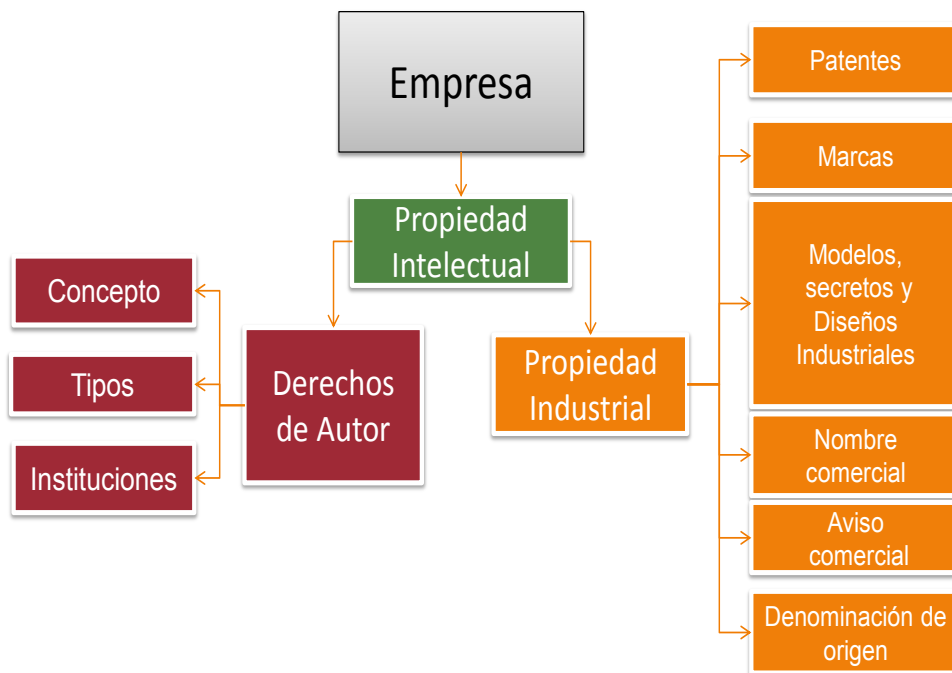 Empresa
Propiedad
Intelectual
Derechos
de Autor
Concepto
Tipos
Instituciones
Propiedad
Industrial
Patentes
Marcas
Modelos,
secretos y
Diseños
Industriales
Nombre
comercial
Aviso
comercial
Denominación de
origen